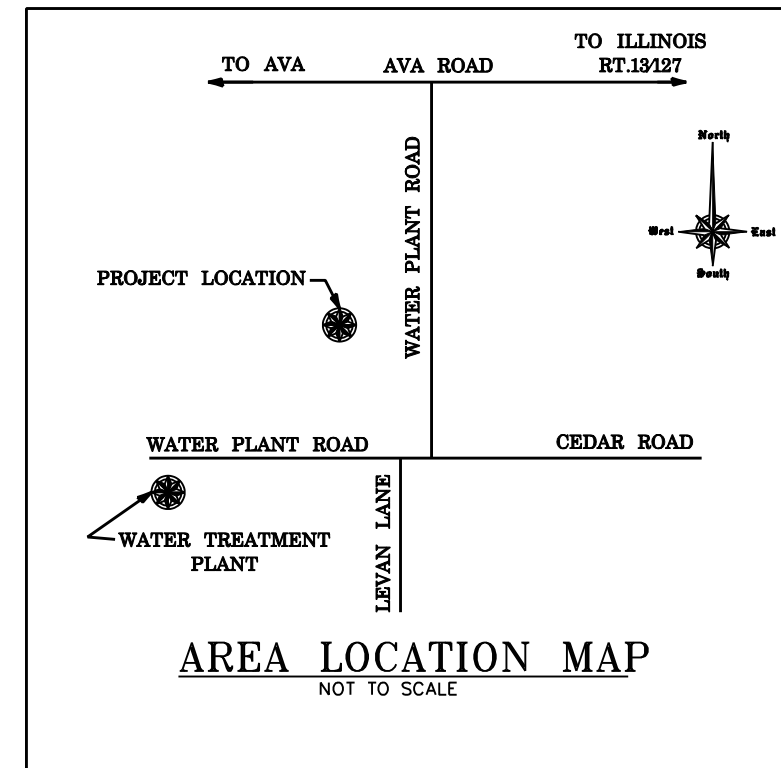 TO ILLINOIS
RT.13/127
TO AVA
AVA ROAD
WATER PLANT ROAD
North
West
East
South
PROJECT LOCATION
WATER PLANT ROAD
CEDAR ROAD
LEVAN LANE
WATER TREATMENT
PLANT
AREA LOCATION MAP
NOT TO SCALE